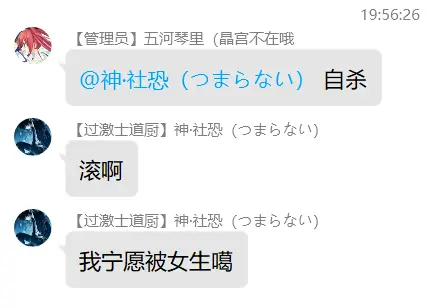 19:56:26
【管理员】五河琴里（晶宫不在哦
@神·社恐（つまらない） 自杀
【过激士道厨】神·社恐（つまらない）
滚啊
【过激士道厨】神·社恐（つまらない）
我宁愿被女生噶